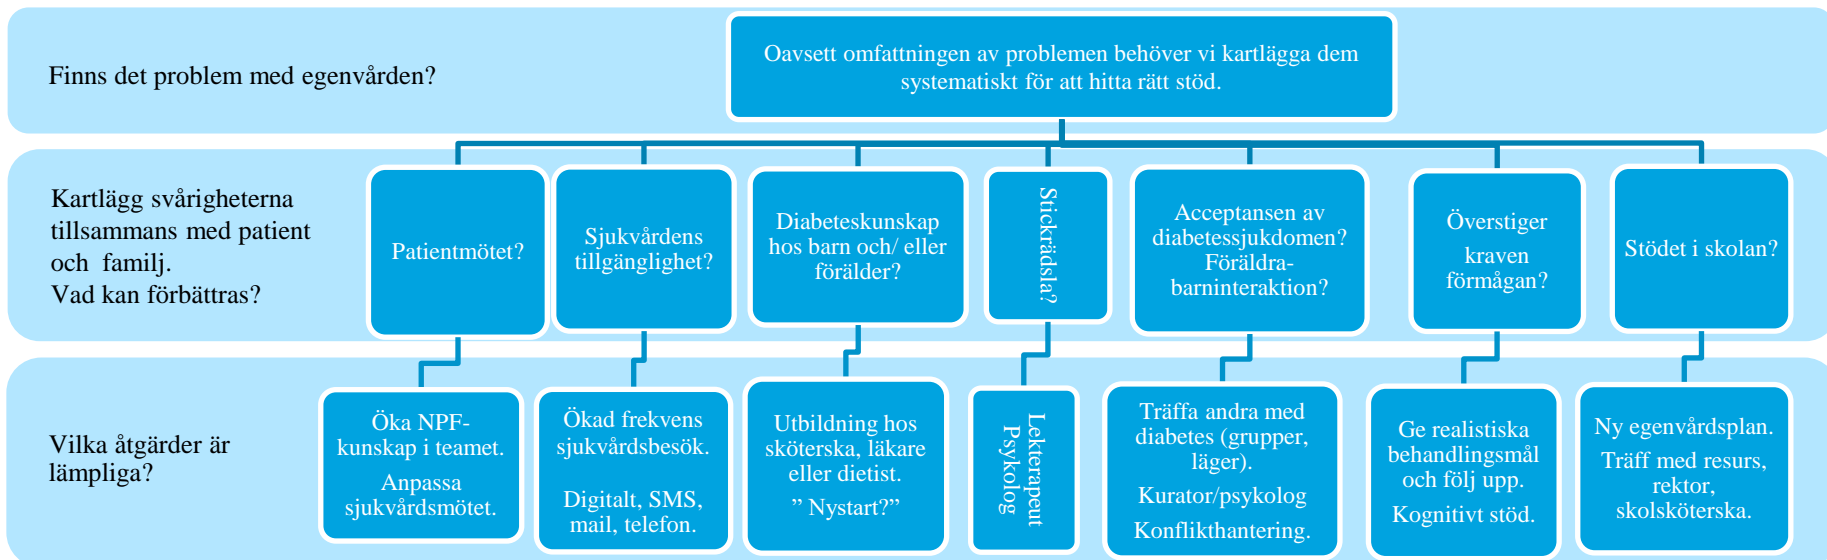 Finns det problem med egenvården?
Oavsett omfattningen av problemen behöver vi kartlägga dem
systematiskt för att hitta rätt stöd.
Kartlägg svårigheterna
tillsammans med patient
och familj.
Vad kan förbättras?
Patientmötet?
Sjukvårdens
tillgänglighet?
Diabeteskunskap
hos barn och/ eller
förälder?
Stickrädsla?
Acceptansen av
diabetessjukdomen?
Föräldra-
barninteraktion?
Överstiger
kraven
förmågan?
Stödet i skolan?
Vilka åtgärder är
lämpliga?
Öka NPF-
kunskap i teamet.
Anpassa
sjukvårdsmötet.
Ökad frekvens
sjukvårdsbesök.
Digitalt, SMS,
mail, telefon.
Utbildning hos
sköterska, läkare
eller dietist.
” Nystart?”
Lekterapeut
Psykolog
Träffa andra med
diabetes (grupper,
läger).
Kurator/psykolog
Konflikthantering.
Ge realistiska
behandlingsmål
och följ upp.
Kognitivt stöd.
Ny egenvårdsplan.
Träff med resurs,
rektor,
skolsköterska.